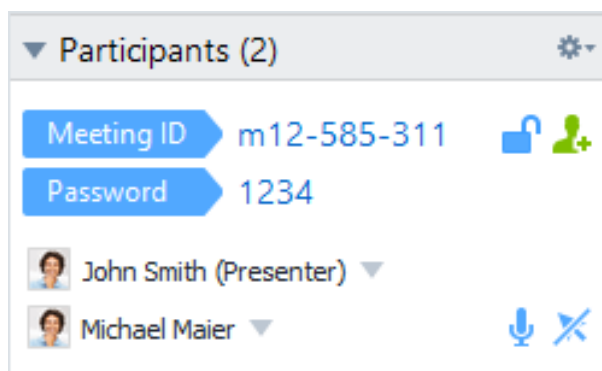 Participants (2)
Meeting ID m12-585-311
Password 1234
John Smith (Presenter)
Michael Maier